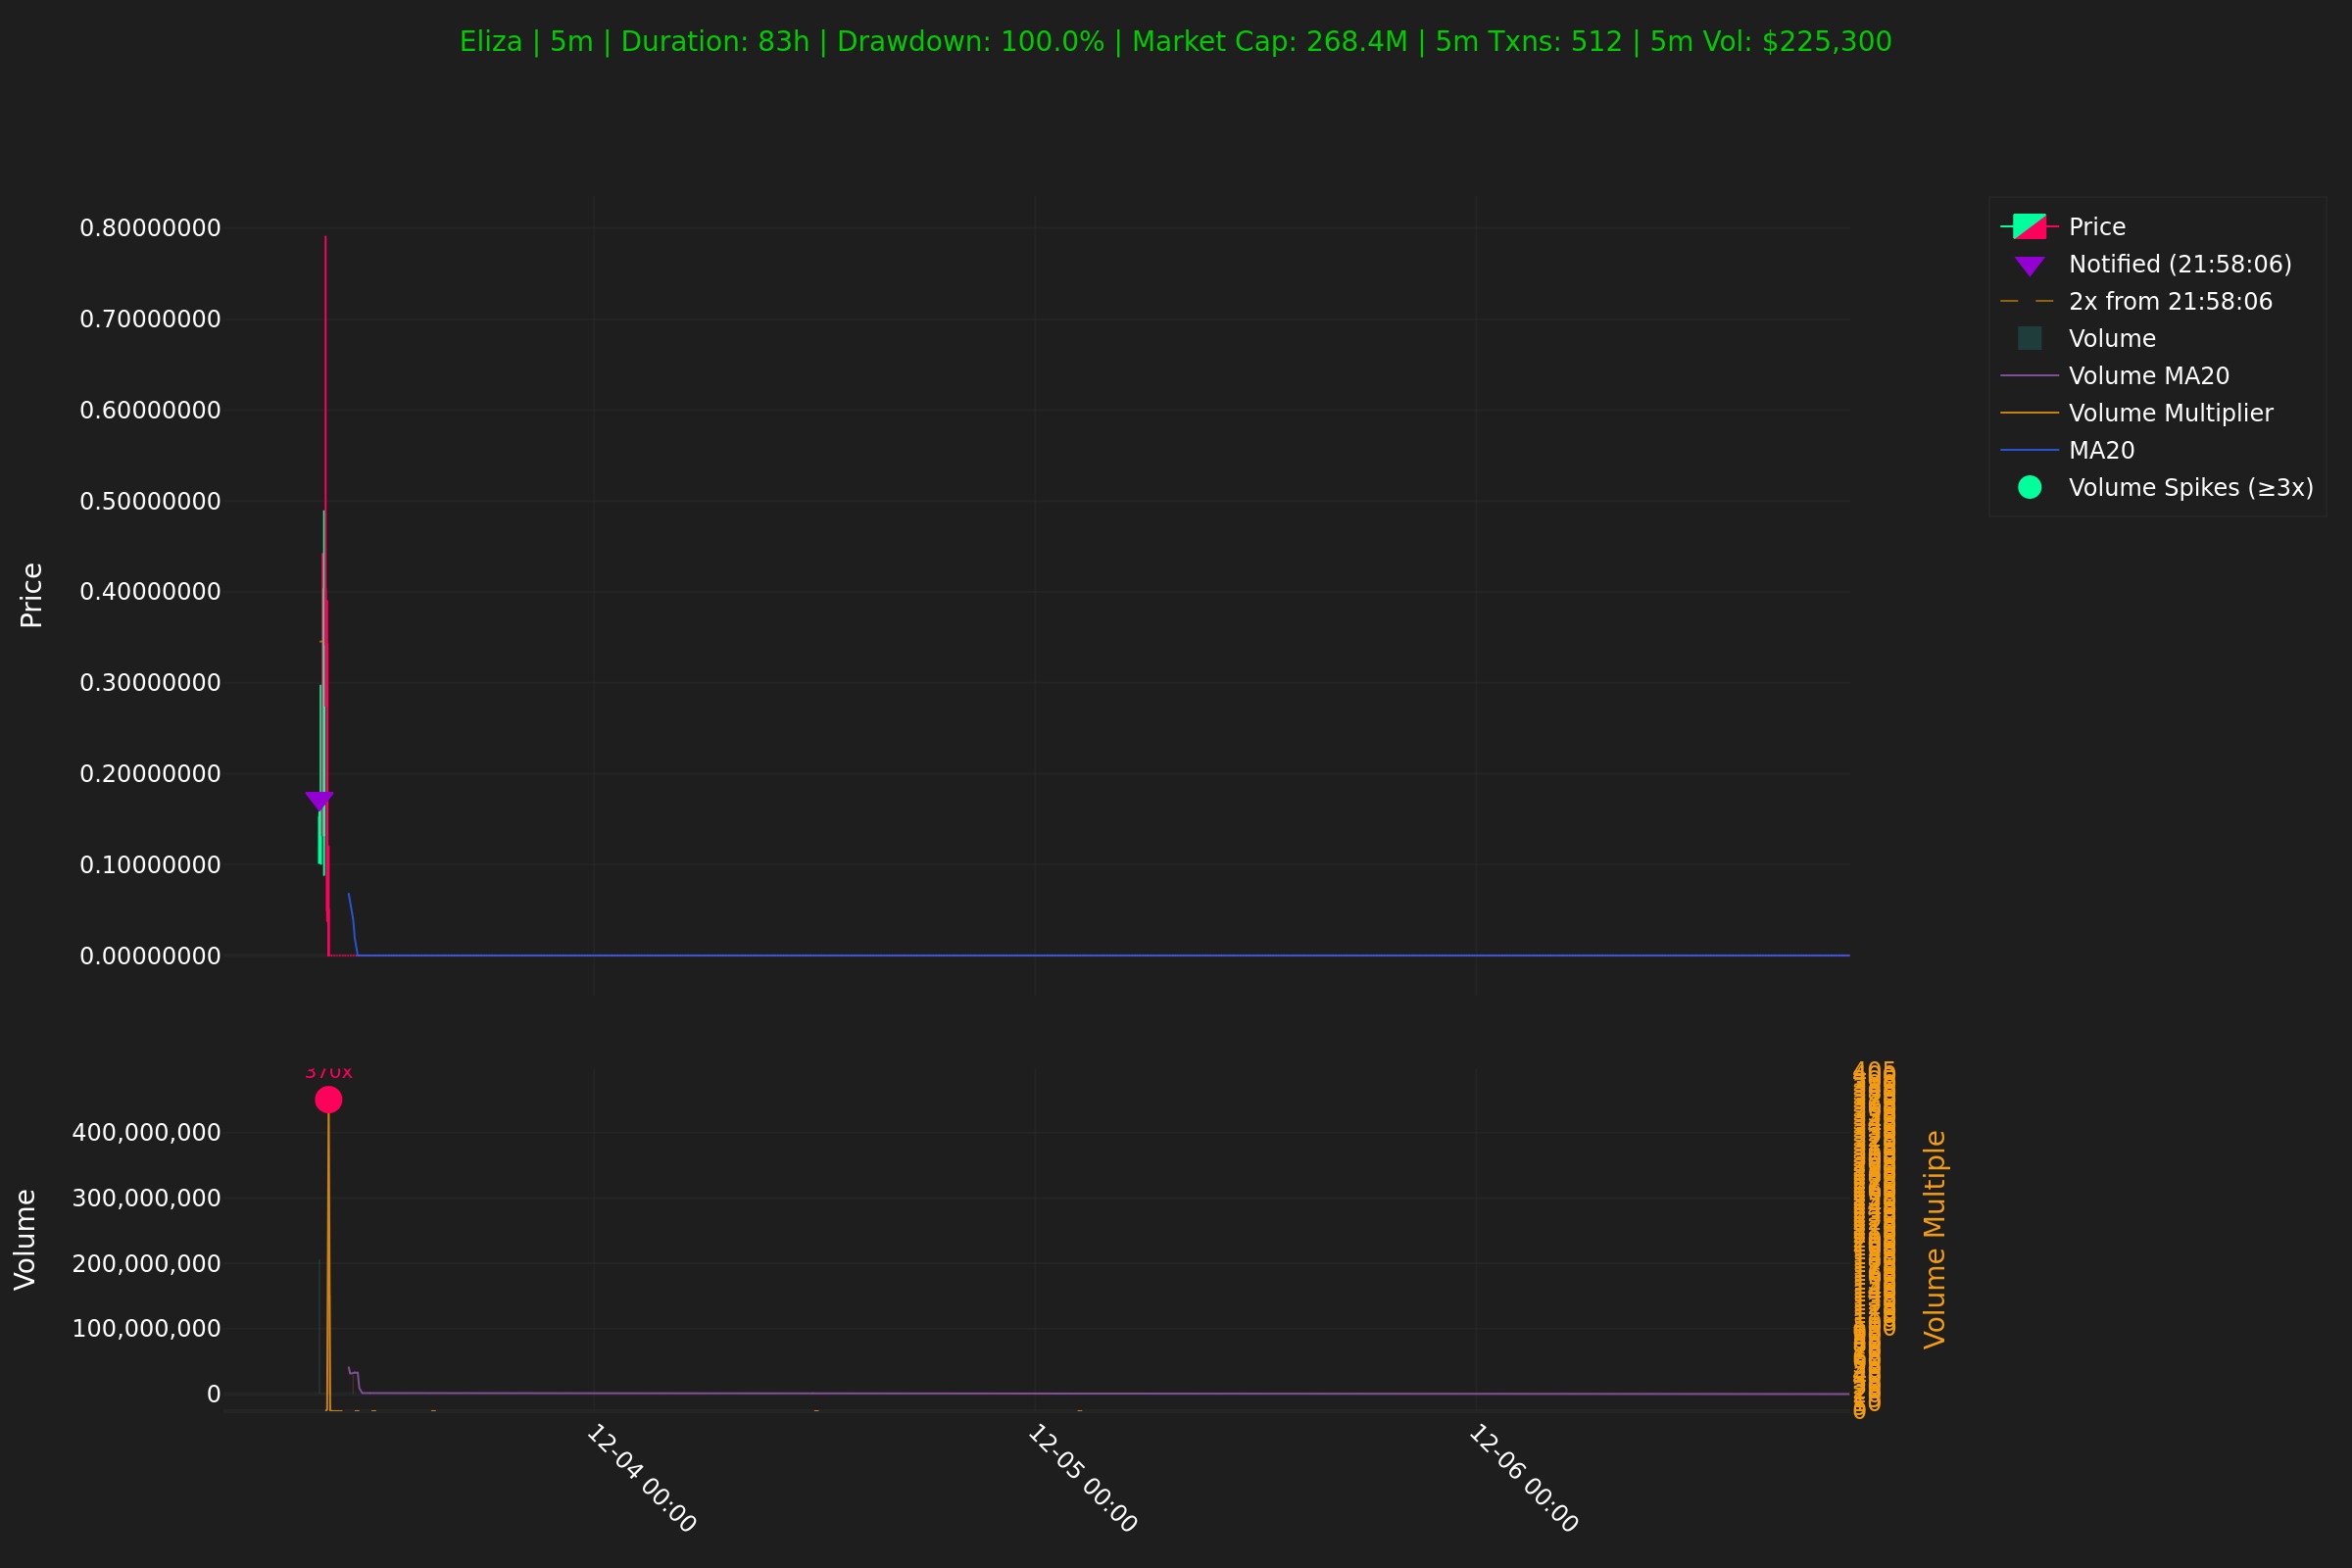 Eliza | 5m | Duration: 83h | Drawdown: 100.0% | Market Cap: 268.4M | 5m Txns: 512 | 5m Vol: $225,300
Price
0.80000000
0.70000000
0.60000000
0.50000000
0.40000000
0.30000000
0.20000000
0.10000000
0.00000000
Price
Notified (21:58:06)
2x from 21:58:06
Volume
Volume MA20
Volume Multiplier
MA20
Volume Spikes (≥3x)
Volume
400,000,000
300,000,000
200,000,000
100,000,000
0
370x
Volume Multiple
12-04 00:00
12-05 00:00
12-06 00:00